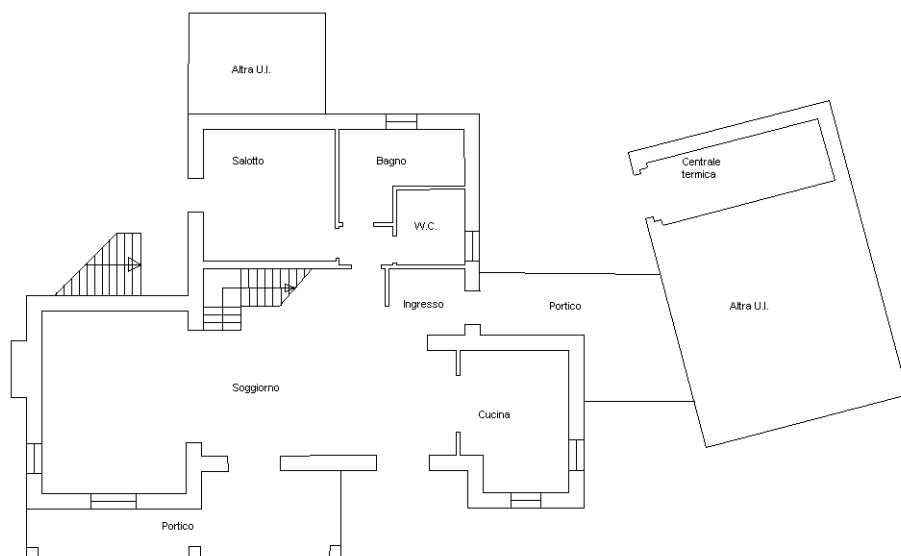 Altra U.I.
Salotto
Bagno
Centrale
termica
W.C.
Ingresso
Portico
Altra U.I.
Soggiorno
Cucina
Portico